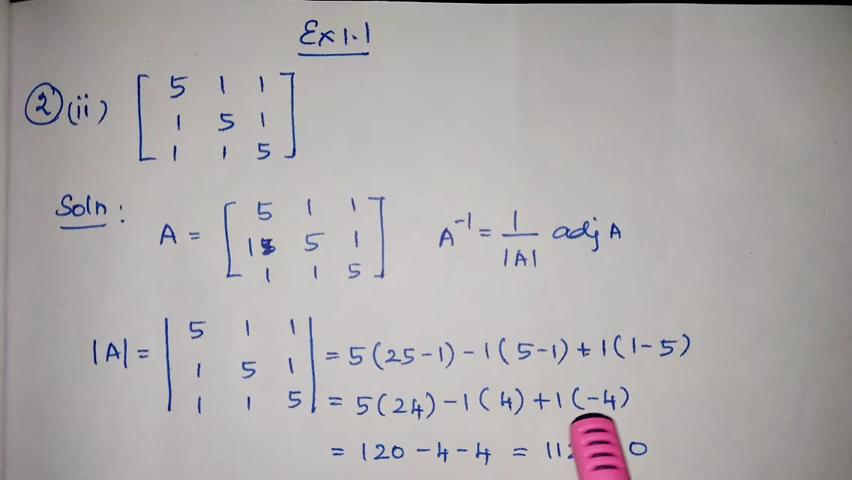 Ex 1.1
2 (ii) [ 5 1 1
1 5 1
1 1 5 ]
Soln :
A = [ 5 1 1
1 5 1
1 1 5 ]
A⁻¹ = 1/|A| adj A
|A| = | 5 1 1
1 5 1
1 1 5 |
= 5(25-1) -1(5-1) + 1(1-5)
= 5(24) -1(4) +1(-4)
= 120 -4 -4 = 112 0